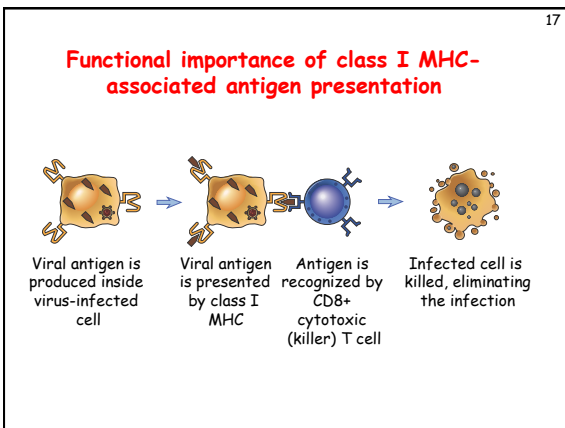 17
Functional importance of class I MHC-
associated antigen presentation
Viral antigen is
produced inside
virus-infected
cell
Viral antigen
is presented
by class I
MHC
Antigen is
recognized by
CD8+
cytotoxic
(killer) T cell
Infected cell is
killed, eliminating
the infection